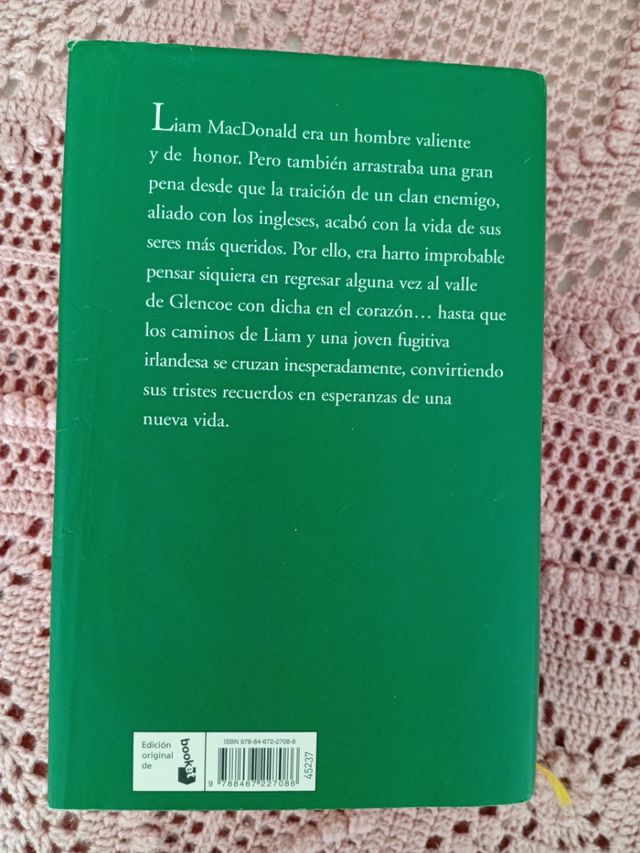 Liam MacDonald era un hombre valiente
y de honor. Pero también arrastraba una gran
pena desde que la traición de un clan enemigo,
aliado con los ingleses, acabó con la vida de sus
seres más queridos. Por ello, era harto improbable
pensar siquiera en regresar alguna vez al valle
de Glencoe con dicha en el corazón... hasta que
los caminos de Liam y una joven fugitiva
irlandesa se cruzan inesperadamente, convirtiendo
sus tristes recuerdos en esperanzas de una
nueva vida.
Edición
original
de
booket
ISBN 978-84-672-2708-6
9 788467 227086
45237